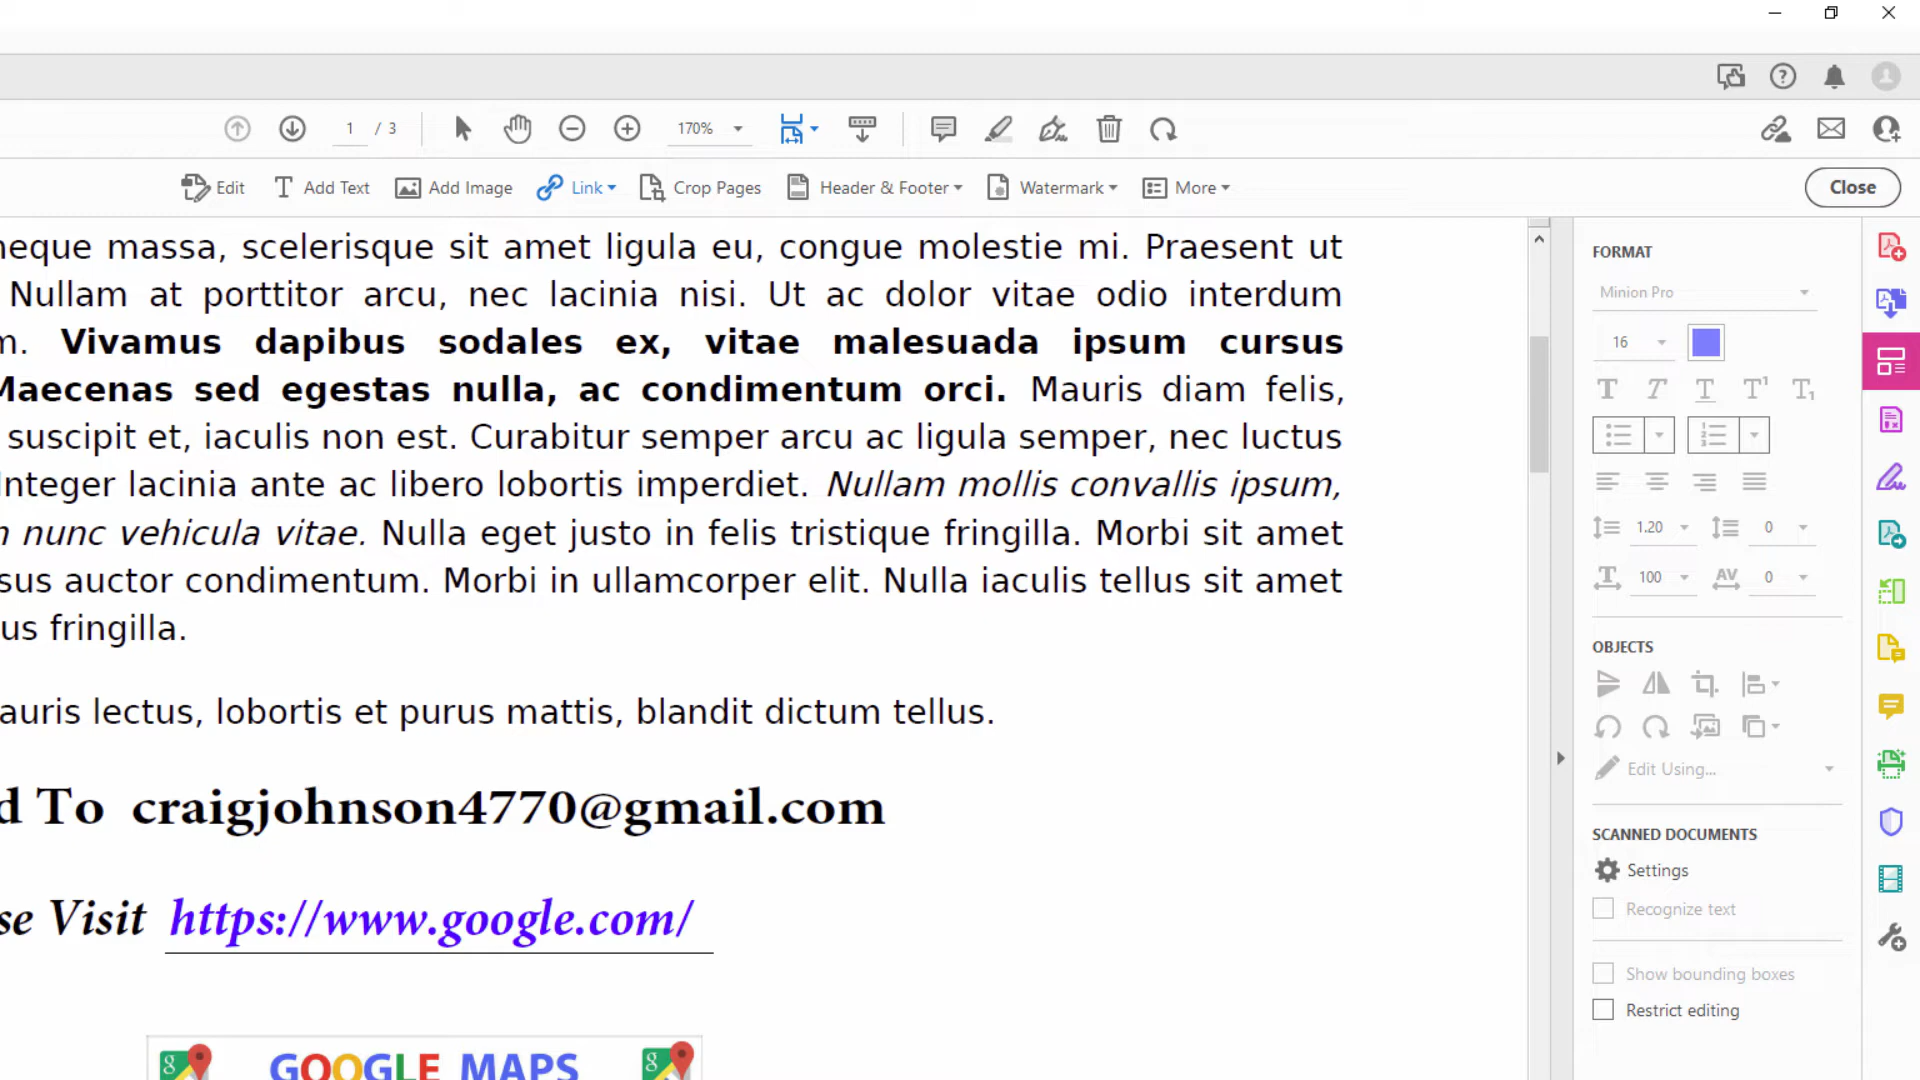 1 / 3
170%
Edit
Add Text
Add Image
Link
Crop Pages
Header & Footer
Watermark
More
Close
neque massa, scelerisque sit amet ligula eu, congue molestie mi. Praesent ut
Nullam at porttitor arcu, nec lacinia nisi. Ut ac dolor vitae odio interdum
m. Vivamus dapibus sodales ex, vitae malesuada ipsum cursus
Maecenas sed egestas nulla, ac condimentum orci. Mauris diam felis,
suscipit et, iaculis non est. Curabitur semper arcu ac ligula semper, nec luctus
Integer lacinia ante ac libero lobortis imperdiet. Nullam mollis convallis ipsum,
nunc vehicula vitae. Nulla eget justo in felis tristique fringilla. Morbi sit amet
sus auctor condimentum. Morbi in ullamcorper elit. Nulla iaculis tellus sit amet
us fringilla.
auris lectus, lobortis et purus mattis, blandit dictum tellus.
d To craigjohnson4770@gmail.com
se Visit https://www.google.com/
GOOGLE MAPS
FORMAT
Minion Pro
16
1.20
0
100
0
OBJECTS
Edit Using...
SCANNED DOCUMENTS
Settings
Recognize text
Show bounding boxes
Restrict editing